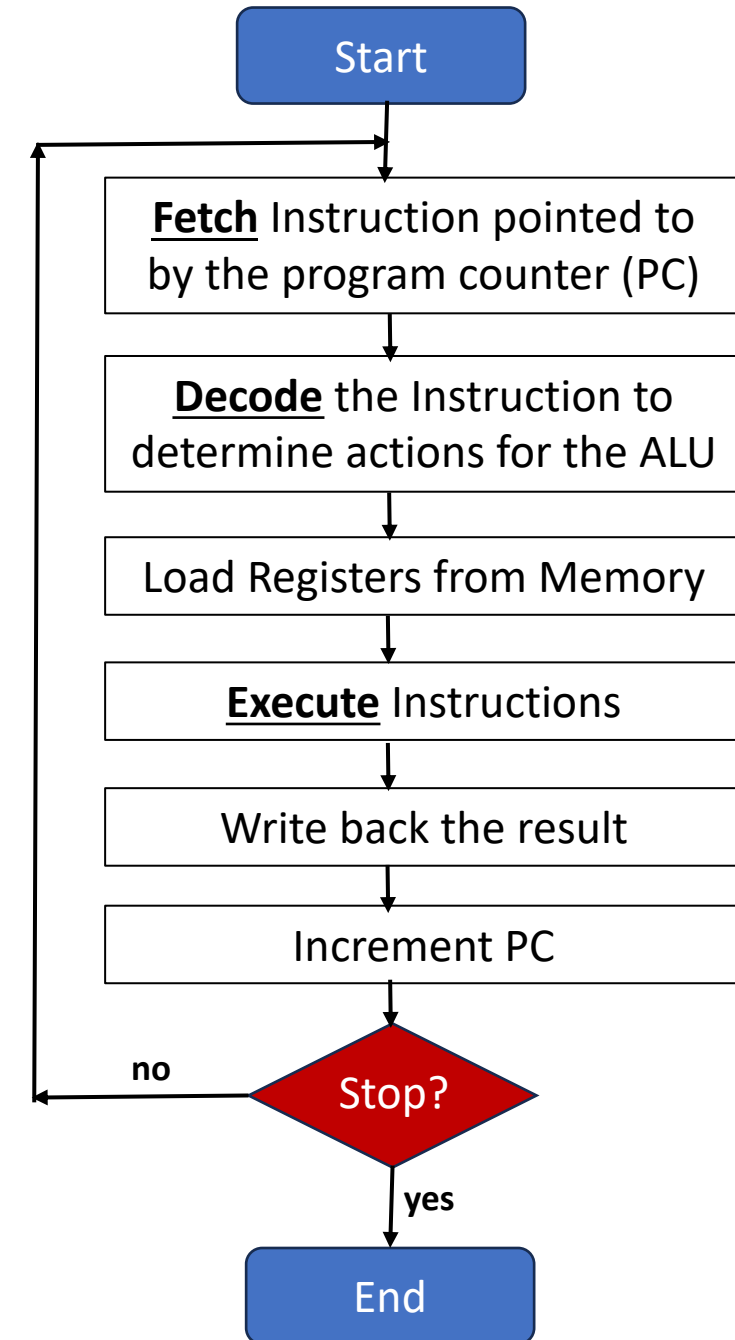 Start
Fetch Instruction pointed to
by the program counter (PC)
Decode the Instruction to
determine actions for the ALU
Load Registers from Memory
Execute Instructions
Write back the result
Increment PC
no
Stop?
yes
End